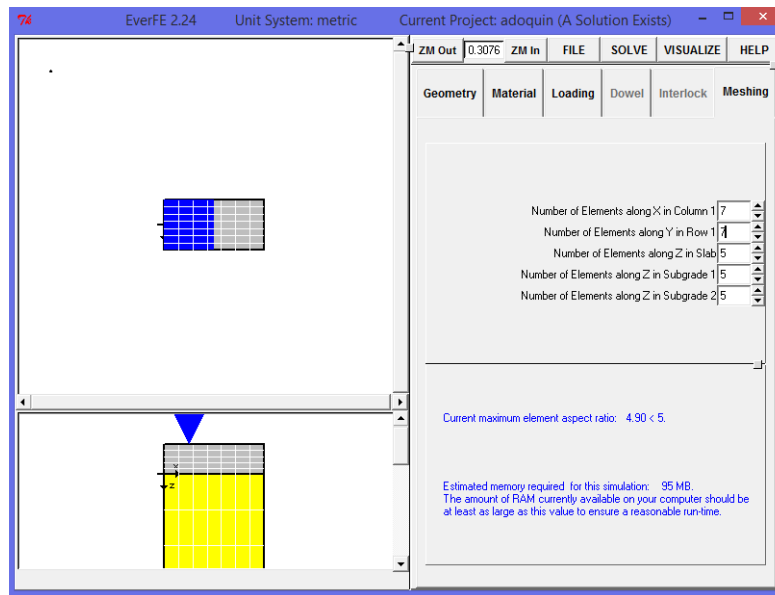 EverFE 2.24 Unit System: metric Current Project: adoquin (A Solution Exists)
ZM Out 0.3076 ZM In FILE SOLVE VISUALIZE HELP
Geometry Material Loading Dowel Interlock Meshing
Number of Elements along X in Column 1 7
Number of Elements along Y in Row 1 7
Number of Elements along Z in Slab 5
Number of Elements along Z in Subgrade 1 5
Number of Elements along Z in Subgrade 2 5
Current maximum element aspect ratio: 4.90 < 5.
Estimated memory required for this simulation: 95 MB.
The amount of RAM currently available on your computer should be
at least as large as this value to ensure a reasonable run-time.
x
z